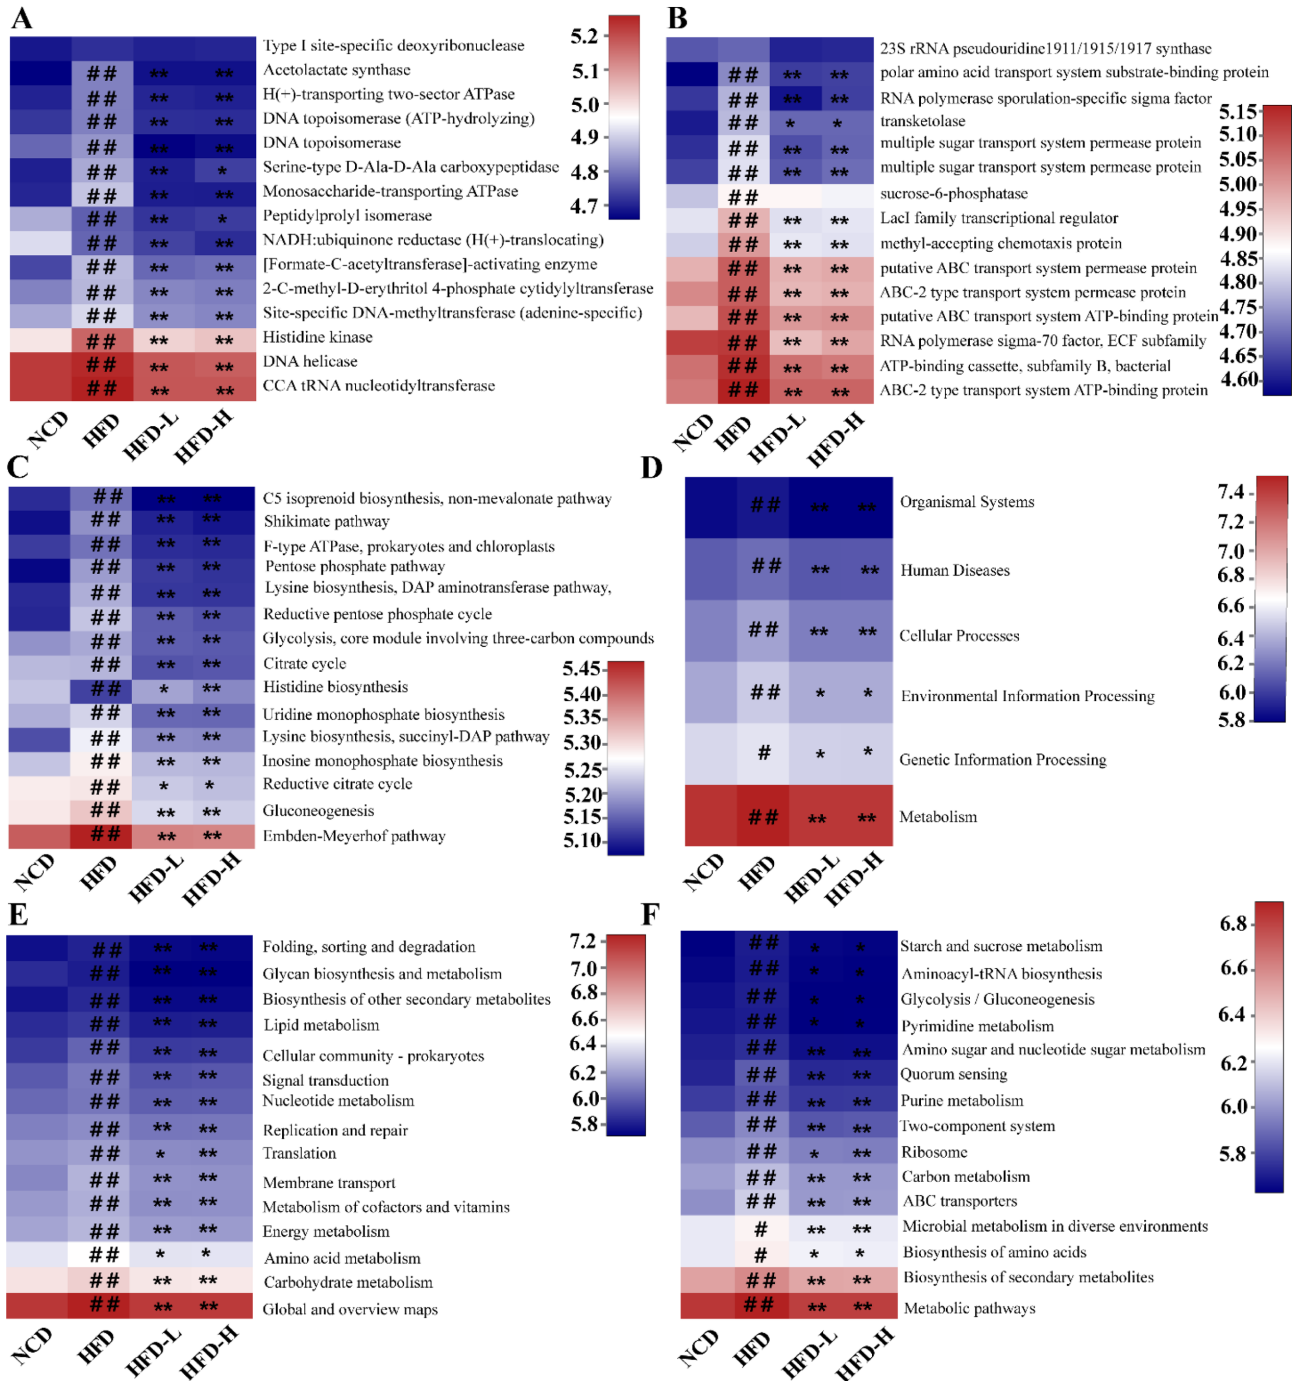 A
Type I site-specific deoxyribonuclease
## ** ** Acetolactate synthase
## ** ** H(+)-transporting two-sector ATPase
## ** ** DNA topoisomerase (ATP-hydrolyzing)
## ** ** DNA topoisomerase
## ** * Serine-type D-Ala-D-Ala carboxypeptidase
## ** ** Monosaccharide-transporting ATPase
## ** * Peptidylprolyl isomerase
## ** ** NADH:ubiquinone reductase (H(+)-translocating)
## ** ** [Formate-C-acetyltransferase]-activating enzyme
## ** ** 2-C-methyl-D-erythritol 4-phosphate cytidylyltransferase
## ** ** Site-specific DNA-methyltransferase (adenine-specific)
## ** ** Histidine kinase
## ** ** DNA helicase
## ** ** CCA tRNA nucleotidyltransferase
NCD HFD HFD-L HFD-H
5.2
5.1
5.0
4.9
4.8
4.7
B
23S rRNA pseudouridine1911/1915/1917 synthase
## ** ** polar amino acid transport system substrate-binding protein
## ** ** RNA polymerase sporulation-specific sigma factor
## * * transketolase
## ** ** multiple sugar transport system permease protein
## ** ** multiple sugar transport system permease protein
## sucrose-6-phosphatase
## ** ** LacI family transcriptional regulator
## ** ** methyl-accepting chemotaxis protein
## ** ** putative ABC transport system permease protein
## ** ** ABC-2 type transport system permease protein
## ** ** putative ABC transport system ATP-binding protein
## ** ** RNA polymerase sigma-70 factor, ECF subfamily
## ** ** ATP-binding cassette, subfamily B, bacterial
## ** ** ABC-2 type transport system ATP-binding protein
NCD HFD HFD-L HFD-H
5.15
5.10
5.05
5.00
4.95
4.90
4.85
4.80
4.75
4.70
4.65
4.60
C
## ** ** C5 isoprenoid biosynthesis, non-mevalonate pathway
## ** ** Shikimate pathway
## ** ** F-type ATPase, prokaryotes and chloroplasts
## ** ** Pentose phosphate pathway
## ** ** Lysine biosynthesis, DAP aminotransferase pathway,
## ** ** Reductive pentose phosphate cycle
## ** ** Glycolysis, core module involving three-carbon compounds
## ** ** Citrate cycle
## * ** Histidine biosynthesis
## ** ** Uridine monophosphate biosynthesis
## ** ** Lysine biosynthesis, succinyl-DAP pathway
## ** ** Inosine monophosphate biosynthesis
## * * Reductive citrate cycle
## ** ** Gluconeogenesis
## ** ** Embden-Meyerhof pathway
NCD HFD HFD-L HFD-H
5.45
5.40
5.35
5.30
5.25
5.20
5.15
5.10
D
## ** ** Organismal Systems
## ** ** Human Diseases
## ** ** Cellular Processes
## * * Environmental Information Processing
# * * Genetic Information Processing
## ** ** Metabolism
NCD HFD HFD-L HFD-H
7.4
7.2
7.0
6.8
6.6
6.4
6.2
6.0
5.8
E
## ** ** Folding, sorting and degradation
## ** ** Glycan biosynthesis and metabolism
## ** ** Biosynthesis of other secondary metabolites
## ** ** Lipid metabolism
## ** ** Cellular community - prokaryotes
## ** ** Signal transduction
## ** ** Nucleotide metabolism
## ** ** Replication and repair
## * ** Translation
## ** ** Membrane transport
## ** ** Metabolism of cofactors and vitamins
## ** ** Energy metabolism
## * * Amino acid metabolism
## ** ** Carbohydrate metabolism
## ** ** Global and overview maps
NCD HFD HFD-L HFD-H
7.2
7.0
6.8
6.6
6.4
6.2
6.0
5.8
F
## * * Starch and sucrose metabolism
## * * Aminoacyl-tRNA biosynthesis
## * * Glycolysis / Gluconeogenesis
## * * Pyrimidine metabolism
## ** ** Amino sugar and nucleotide sugar metabolism
## ** ** Quorum sensing
## ** ** Purine metabolism
## ** ** Two-component system
## * ** Ribosome
## ** ** Carbon metabolism
## ** ** ABC transporters
# ** ** Microbial metabolism in diverse environments
# * * Biosynthesis of amino acids
## ** ** Biosynthesis of secondary metabolites
## ** ** Metabolic pathways
NCD HFD HFD-L HFD-H
6.8
6.6
6.4
6.2
6.0
5.8